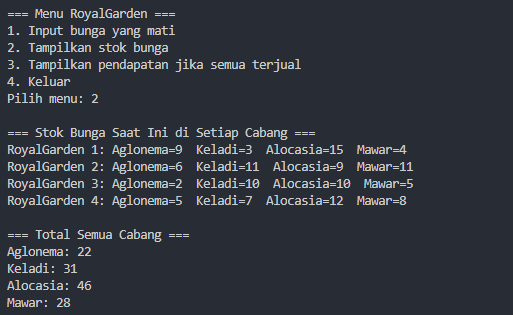 === Menu RoyalGarden ===
1. Input bunga yang mati
2. Tampilkan stok bunga
3. Tampilkan pendapatan jika semua terjual
4. Keluar
Pilih menu: 2

=== Stok Bunga Saat Ini di Setiap Cabang ===
RoyalGarden 1: Aglonema=9  Keladi=3  Alocasia=15  Mawar=4
RoyalGarden 2: Aglonema=6  Keladi=11  Alocasia=9  Mawar=11
RoyalGarden 3: Aglonema=2  Keladi=10  Alocasia=10  Mawar=5
RoyalGarden 4: Aglonema=5  Keladi=7  Alocasia=12  Mawar=8

=== Total Semua Cabang ===
Aglonema: 22
Keladi: 31
Alocasia: 46
Mawar: 28